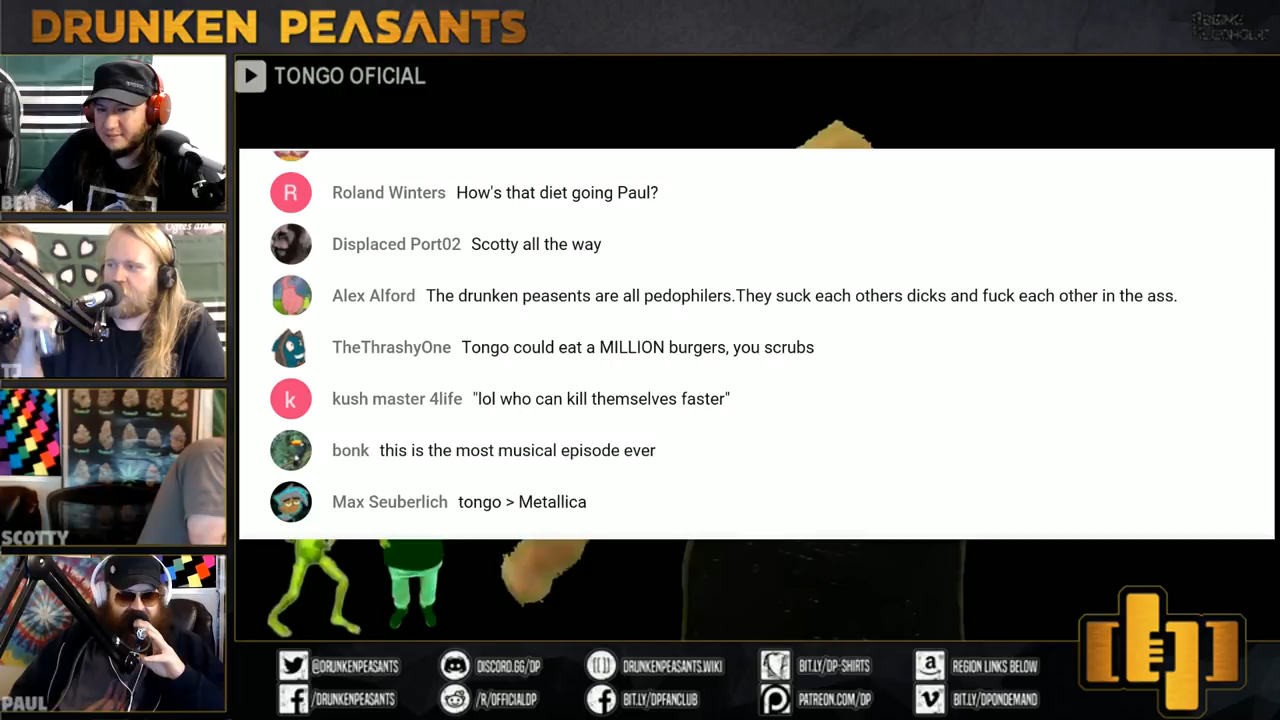 DRUNKEN PEASANTS
TONGO OFICIAL
BEN
R Roland Winters How's that diet going Paul?
Displaced Port02 Scotty all the way
Alex Alford The drunken peasents are all pedophilers.They suck each others dicks and fuck each other in the ass.
TheThrashyOne Tongo could eat a MILLION burgers, you scrubs
TJ
k kush master 4life "lol who can kill themselves faster"
bonk this is the most musical episode ever
Max Seuberlich tongo > Metallica
SCOTTY
PAUL
@DRUNKENPEASANTS DISCORD.GG/DP DRUNKENPEASANTS.WIKI BIT.LY/DP-SHIRTS REGION LINKS BELOW
/DRUNKENPEASANTS /R/OFFICIALDP BIT.LY/DPFANCLUB PATREON.COM/DP BIT.LY/DPONDEMAND